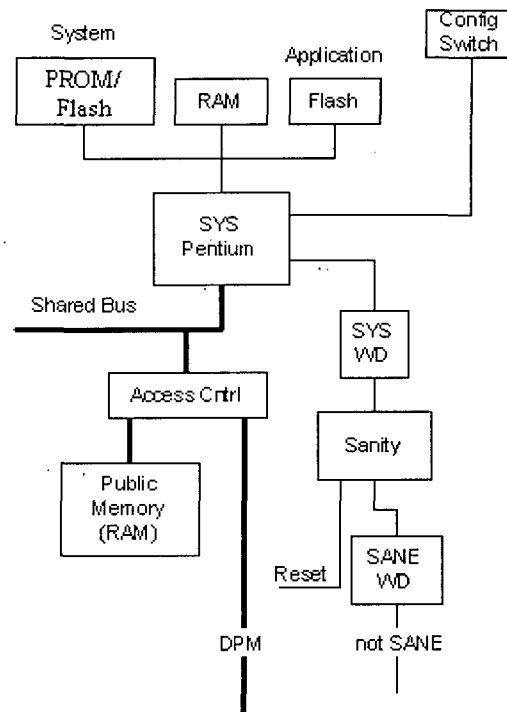 Config
Switch
System
Application
PROM/
Flash
RAM
Flash
SYS
Pentium
Shared Bus
SYS
WD
Access Cntrl
Sanity
Public
Memory
(RAM)
SANE
WD
Reset
DPM
not SANE